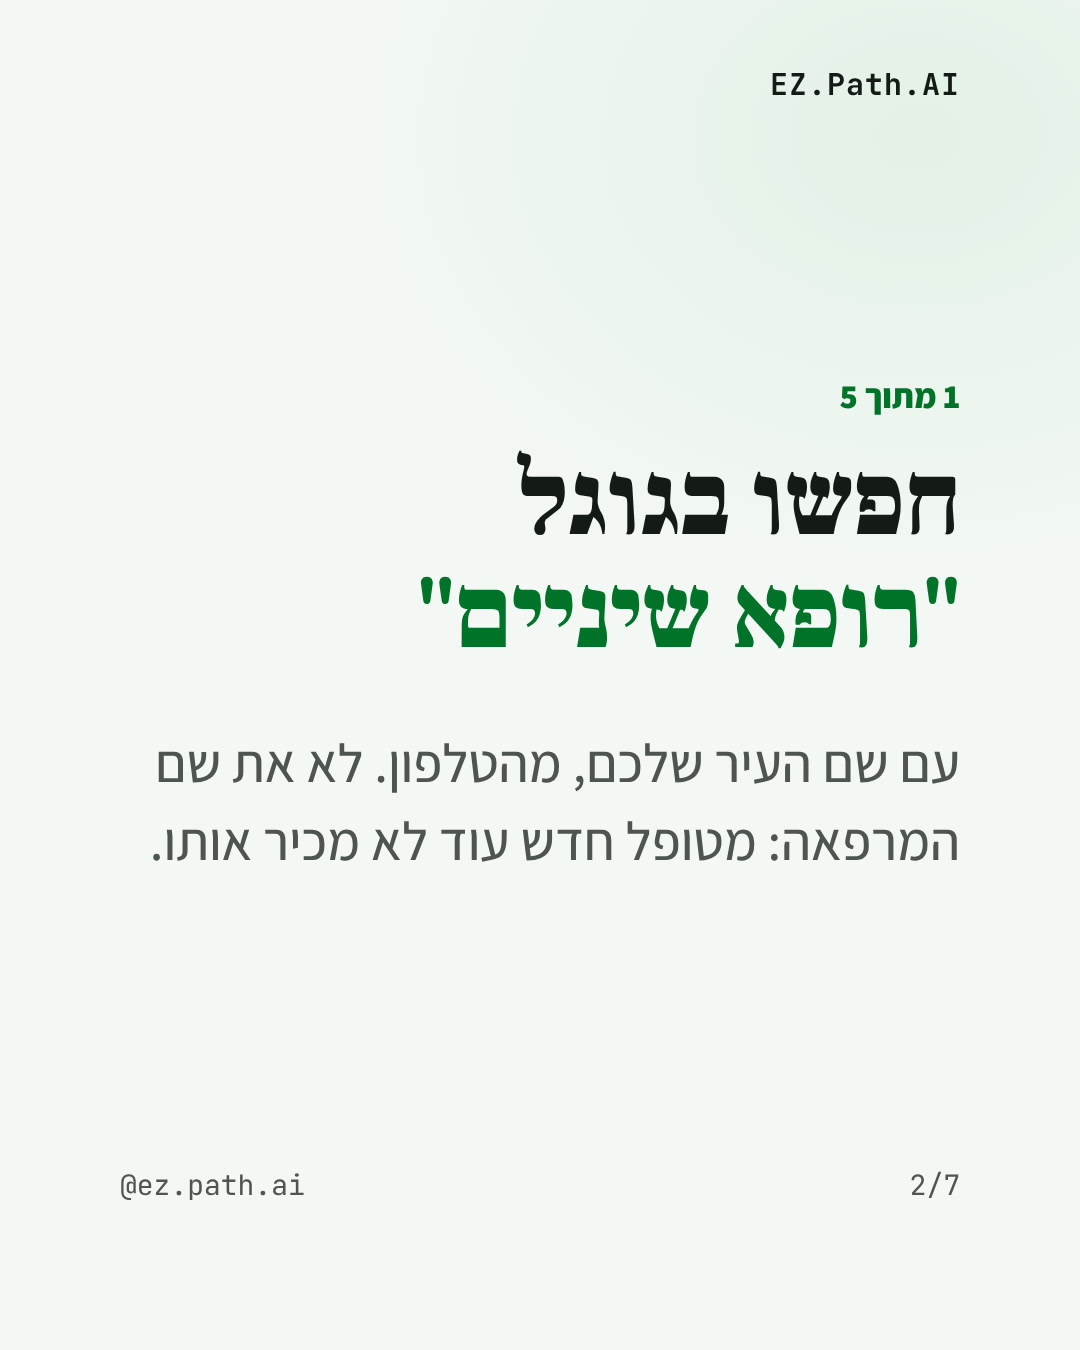 EZ.Path.AI
1 מתוך 5
חפשו בגוגל
"רופא שיניים"
עם שם העיר שלכם, מהטלפון. לא את שם
המרפאה: מטופל חדש עוד לא מכיר אותו.
@ez.path.ai
2/7